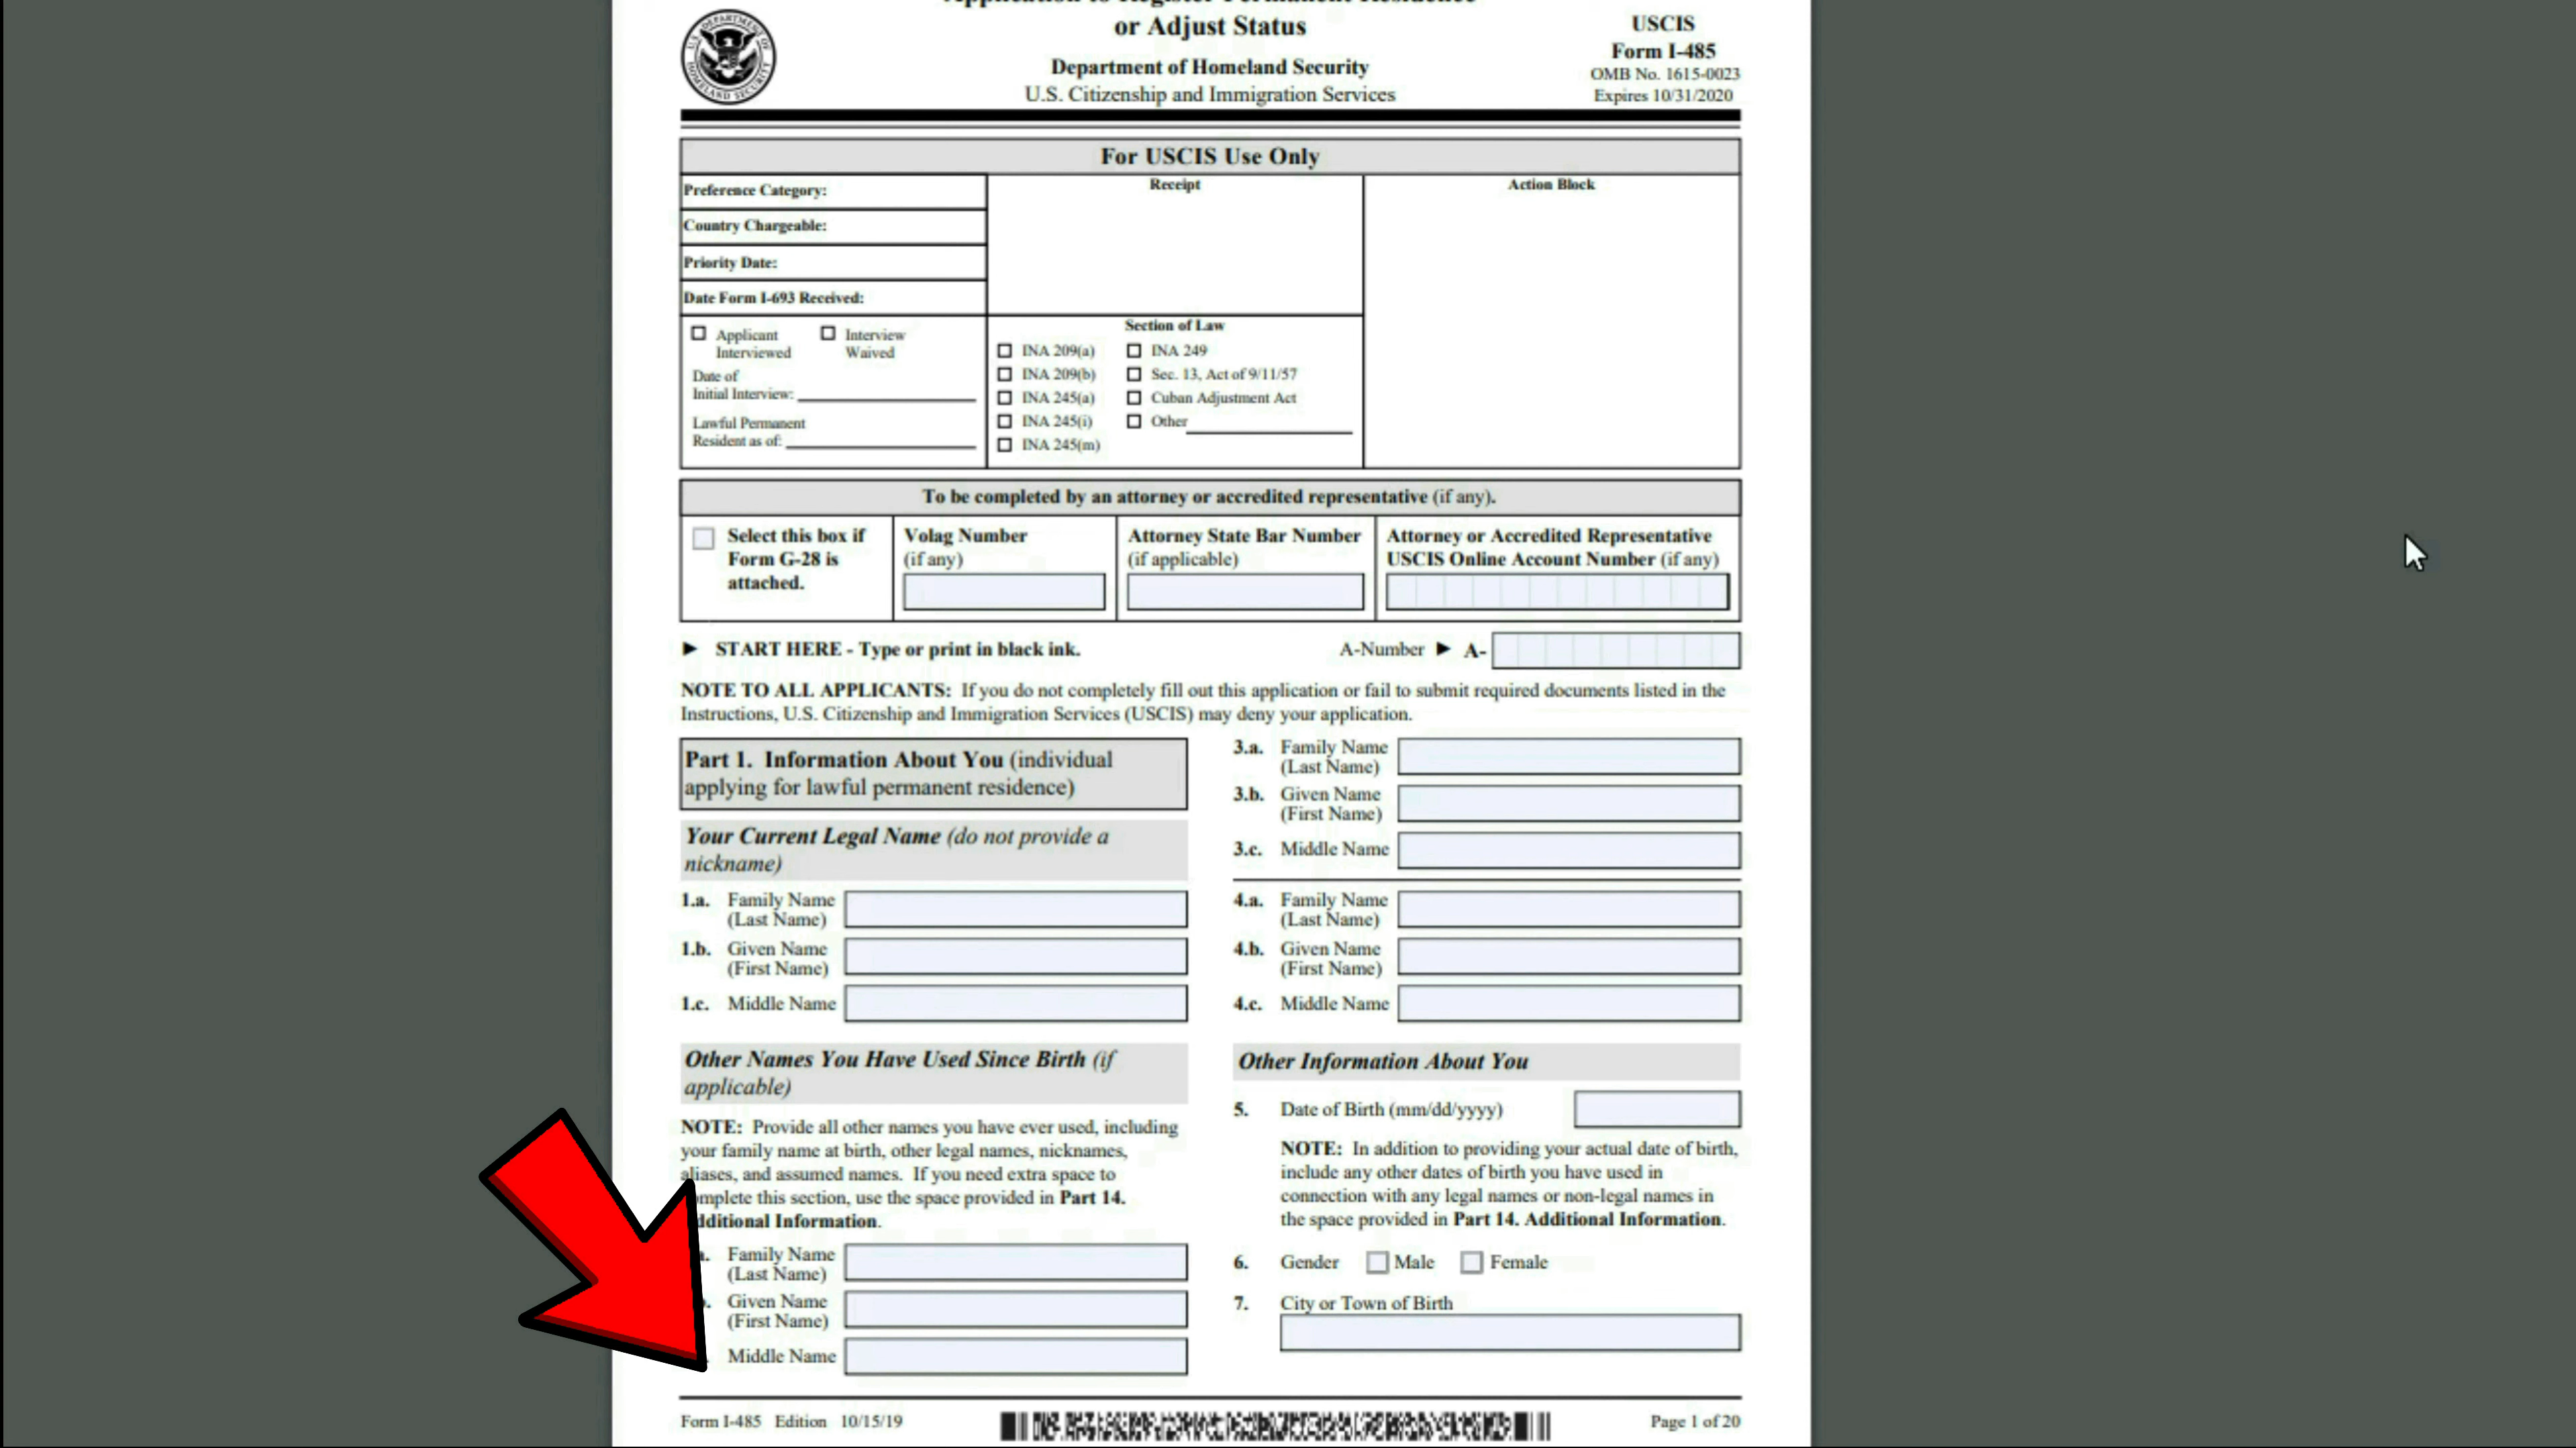 or Adjust Status
Department of Homeland Security
U.S. Citizenship and Immigration Services
USCIS
Form I-485
OMB No. 1615-0023
Expires 10/31/2020
For USCIS Use Only
Preference Category:
Country Chargeable:
Priority Date:
Date Form I-693 Received:
Applicant
Interviewed
Interview
Waived
Date of
Initial Interview:
Lawful Permanent
Resident as of:
Receipt
Section of Law
INA 209(a)
INA 209(b)
INA 245(a)
INA 245(i)
INA 245(m)
INA 249
Sec. 13, Act of 9/11/57
Cuban Adjustment Act
Other
Action Block
To be completed by an attorney or accredited representative (if any).
Select this box if
Form G-28 is
attached.
Volag Number
(if any)
Attorney State Bar Number
(if applicable)
Attorney or Accredited Representative
USCIS Online Account Number (if any)
► START HERE - Type or print in black ink.
A-Number ► A-
NOTE TO ALL APPLICANTS: If you do not completely fill out this application or fail to submit required documents listed in the
Instructions, U.S. Citizenship and Immigration Services (USCIS) may deny your application.
Part 1. Information About You (individual
applying for lawful permanent residence)
Your Current Legal Name (do not provide a
nickname)
1.a. Family Name
(Last Name)
1.b. Given Name
(First Name)
1.c. Middle Name
Other Names You Have Used Since Birth (if
applicable)
NOTE: Provide all other names you have ever used, including
your family name at birth, other legal names, nicknames,
aliases, and assumed names. If you need extra space to
mplete this section, use the space provided in Part 14.
dditional Information.
Family Name
(Last Name)
Given Name
(First Name)
Middle Name
3.a. Family Name
(Last Name)
3.b. Given Name
(First Name)
3.c. Middle Name
4.a. Family Name
(Last Name)
4.b. Given Name
(First Name)
4.c. Middle Name
Other Information About You
5. Date of Birth (mm/dd/yyyy)
NOTE: In addition to providing your actual date of birth,
include any other dates of birth you have used in
connection with any legal names or non-legal names in
the space provided in Part 14. Additional Information.
6. Gender Male Female
7. City or Town of Birth
Form I-485 Edition 10/15/19
Page 1 of 20